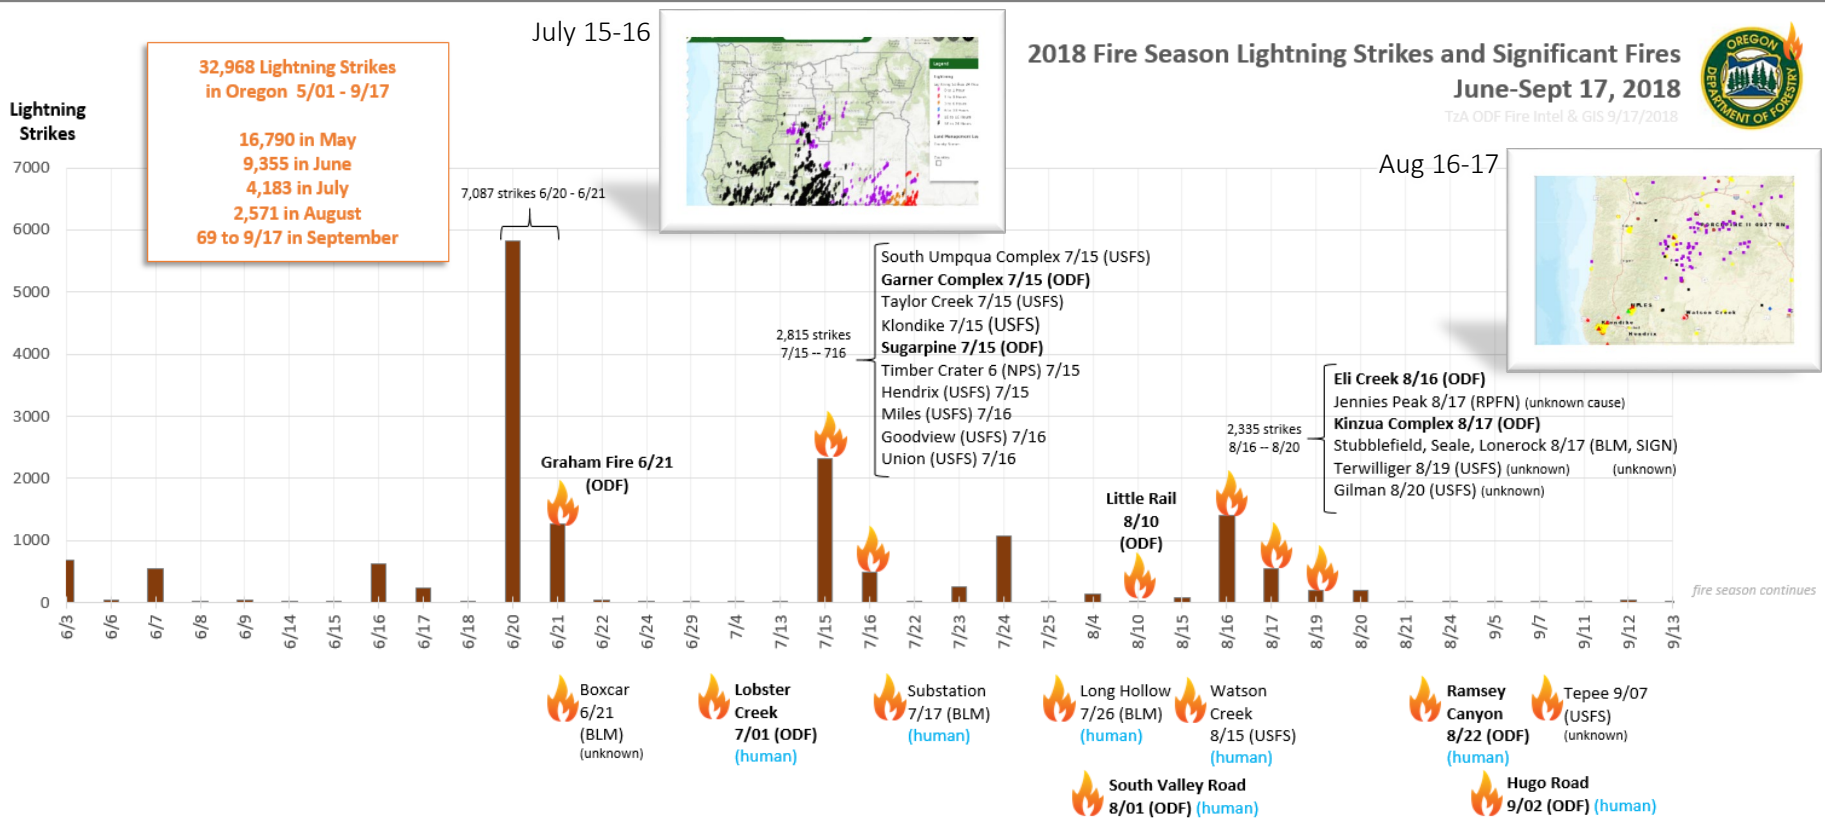 July 15-16
2018 Fire Season Lightning Strikes and Significant Fires
June-Sept 17, 2018
TzA ODF Fire Intel & GIS 9/17/2018
OREGON
DEPARTMENT OF FORESTRY
32,968 Lightning Strikes
in Oregon 5/01 - 9/17
16,790 in May
9,355 in June
4,183 in July
2,571 in August
69 to 9/17 in September
Lightning
Strikes
Legend
Aug 16-17
Klondike
Hendrix
Watson Creek
7000
6000
5000
4000
3000
2000
1000
0
7,087 strikes 6/20 - 6/21
Graham Fire 6/21
(ODF)
2,815 strikes
7/15 -- 716
South Umpqua Complex 7/15 (USFS)
Garner Complex 7/15 (ODF)
Taylor Creek 7/15 (USFS)
Klondike 7/15 (USFS)
Sugarpine 7/15 (ODF)
Timber Crater 6 (NPS) 7/15
Hendrix (USFS) 7/15
Miles (USFS) 7/16
Goodview (USFS) 7/16
Union (USFS) 7/16
Little Rail
8/10
(ODF)
2,335 strikes
8/16 -- 8/20
Eli Creek 8/16 (ODF)
Jennies Peak 8/17 (RPFN) (unknown cause)
Kinzua Complex 8/17 (ODF)
Stubblefield, Seale, Lonerock 8/17 (BLM, SIGN)
Terwilliger 8/19 (USFS) (unknown) (unknown)
Gilman 8/20 (USFS) (unknown)
fire season continues
6/3 6/6 6/7 6/8 6/9 6/14 6/15 6/16 6/17 6/18 6/20 6/21 6/22 6/24 6/29 7/4 7/13 7/15 7/16 7/22 7/23 7/24 7/25 8/4 8/10 8/15 8/16 8/17 8/19 8/20 8/21 8/24 9/5 9/7 9/11 9/12 9/13
Boxcar
6/21
(BLM)
(unknown)
Lobster
Creek
7/01 (ODF)
(human)
Substation
7/17 (BLM)
(human)
Long Hollow
7/26 (BLM)
(human)
Watson
Creek
8/15 (USFS)
(human)
South Valley Road
8/01 (ODF) (human)
Ramsey
Canyon
8/22 (ODF)
(human)
Tepee 9/07
(USFS)
(unknown)
Hugo Road
9/02 (ODF) (human)